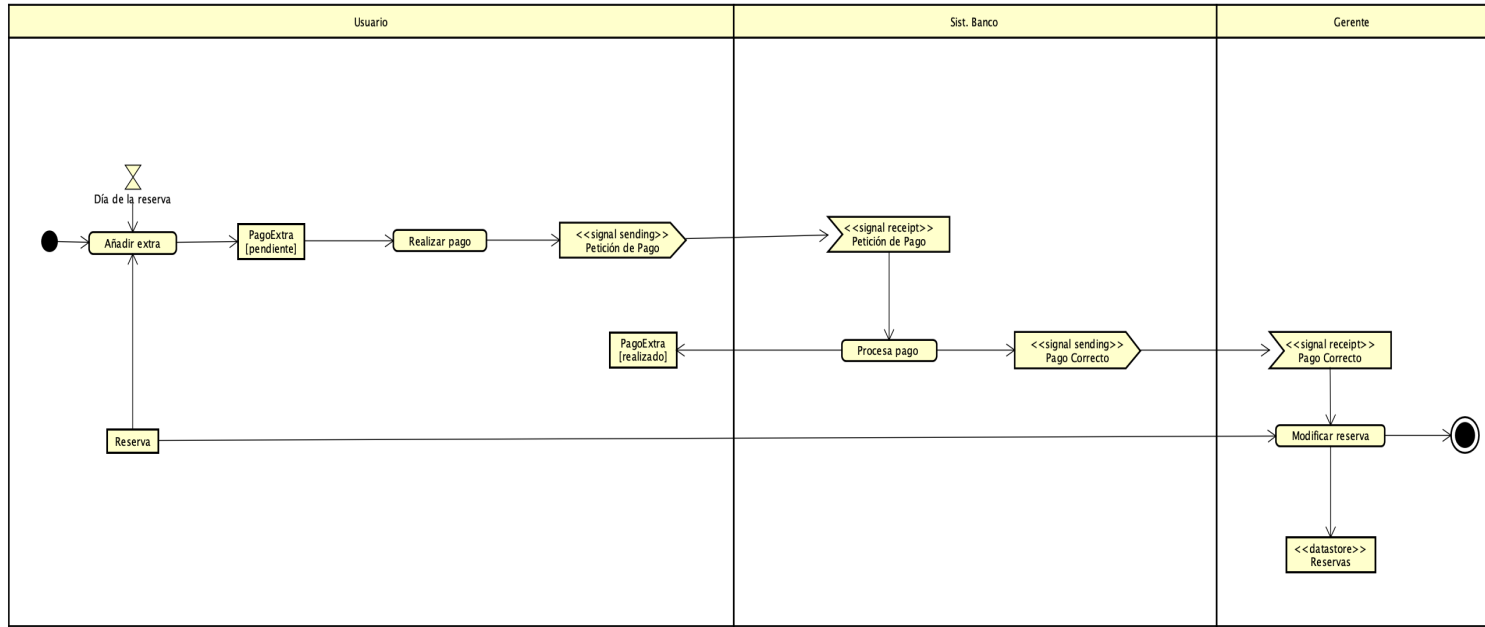 Usuario
Sist. Banco
Gerente
Día de la reserva
Añadir extra
PagoExtra
[pendiente]
Realizar pago
<<signal sending>>
Petición de Pago
<<signal receipt>>
Petición de Pago
PagoExtra
[realizado]
Procesa pago
<<signal sending>>
Pago Correcto
<<signal receipt>>
Pago Correcto
Reserva
Modificar reserva
<<datastore>>
Reservas